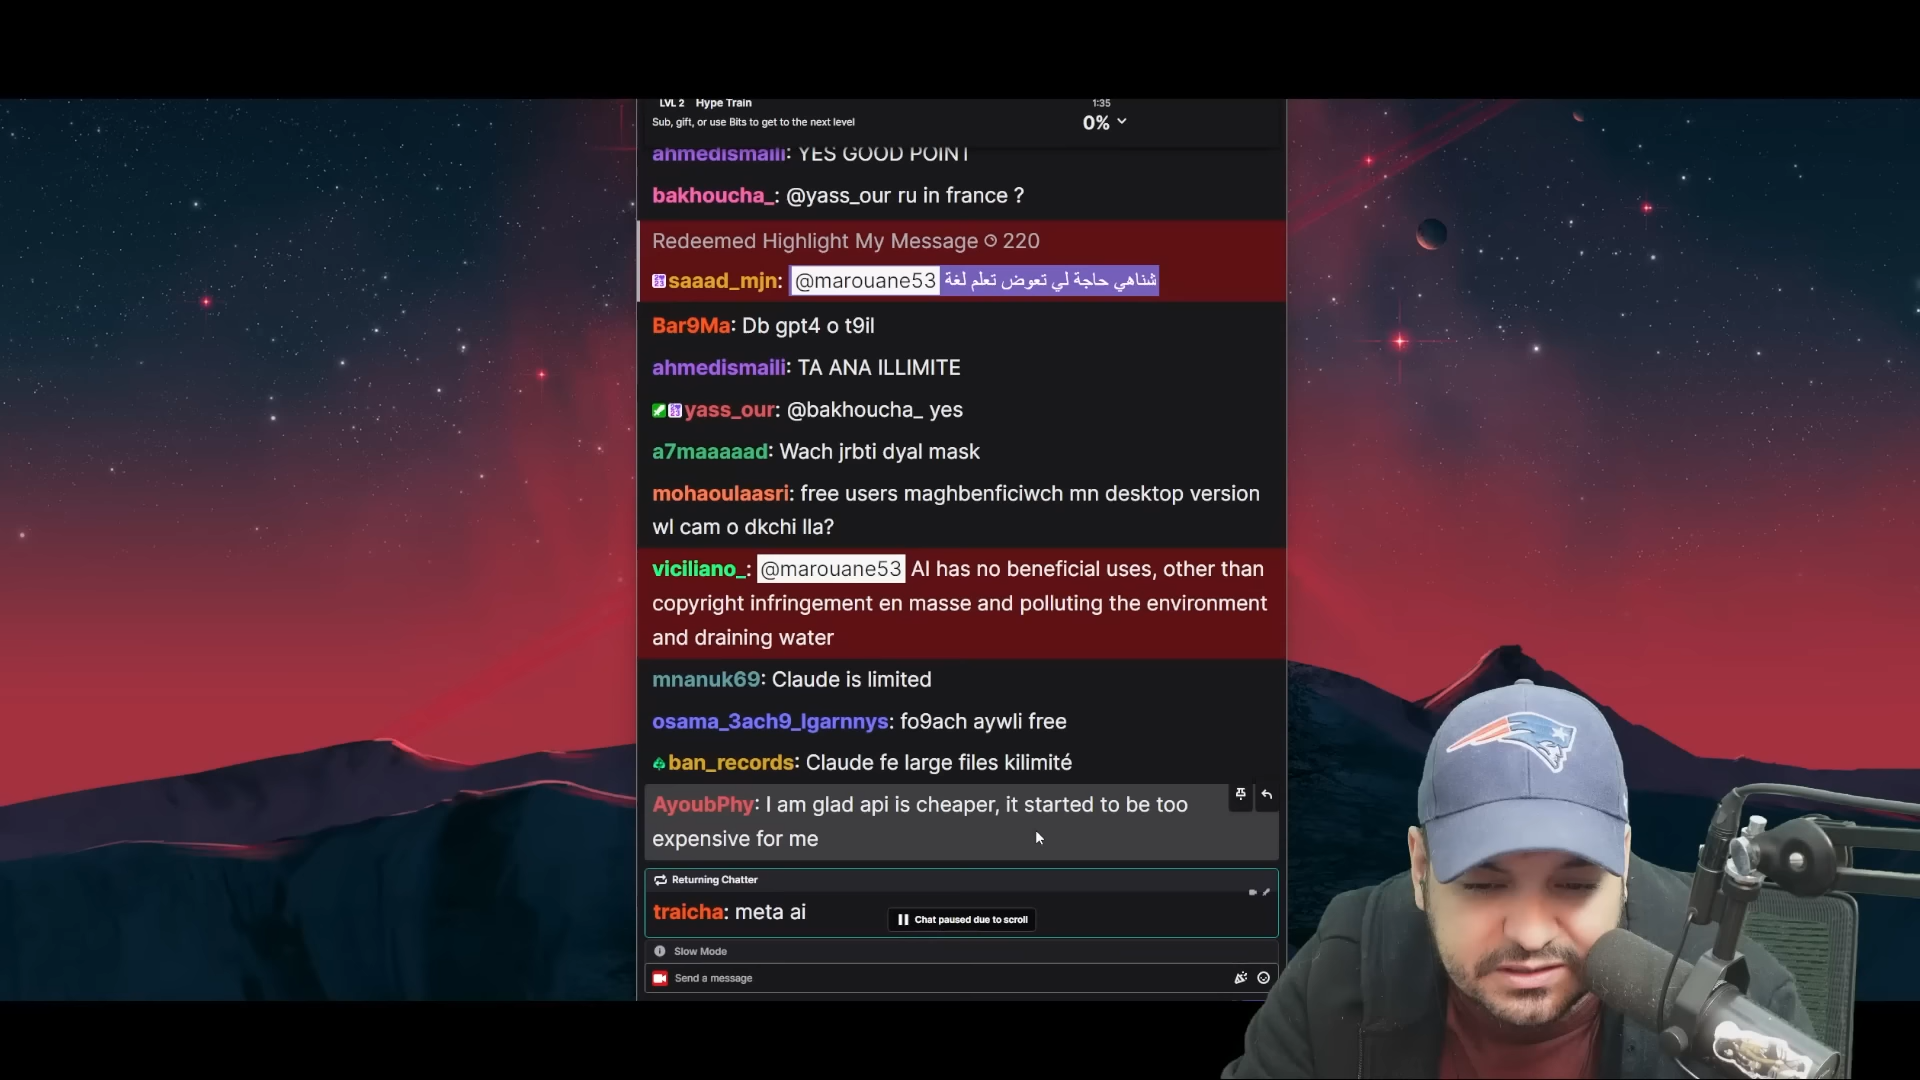 LVL 2 Hype Train 1:35
Sub, gift, or use Bits to get to the next level 0%
ahmedismaili: YES GOOD POINT
bakhoucha_: @yass_our ru in france ?
Redeemed Highlight My Message 220
saaad_mjn: @marouane53 شناهي حاجة لي تعوض تعلم لغة
Bar9Ma: Db gpt4 o t9il
ahmedismaili: TA ANA ILLIMITE
yass_our: @bakhoucha_ yes
a7maaaaad: Wach jrbti dyal mask
mohaoulaasri: free users maghbenficiwch mn desktop version
wl cam o dkchi lla?
viciliano_: @marouane53 AI has no beneficial uses, other than
copyright infringement en masse and polluting the environment
and draining water
mnanuk69: Claude is limited
osama_3ach9_lgarnnys: fo9ach aywli free
ban_records: Claude fe large files kilimité
AyoubPhy: I am glad api is cheaper, it started to be too
expensive for me
Returning Chatter
traicha: meta ai
Chat paused due to scroll
Slow Mode
Send a message